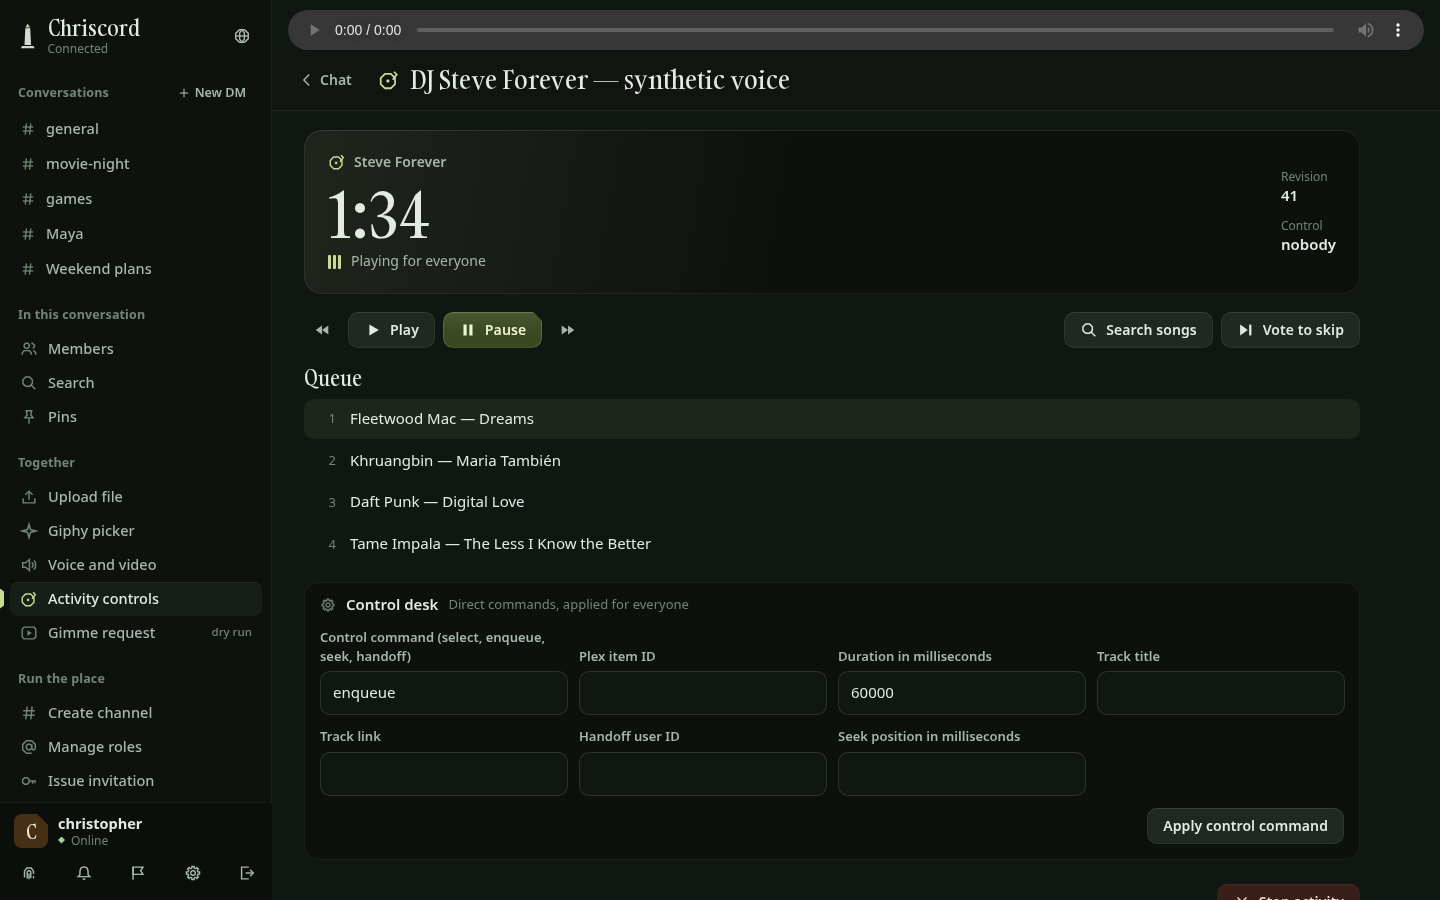 Chriscord
Connected
Conversations
New DM
# general
# movie-night
# games
# Maya
# Weekend plans
In this conversation
Members
Search
Pins
Together
Upload file
Giphy picker
Voice and video
Activity controls
Gimme request
dry run
Run the place
Create channel
Manage roles
Issue invitation
C
christopher
Online
0:00 / 0:00
Chat
DJ Steve Forever — synthetic voice
Steve Forever
1:34
Playing for everyone
Revision
41
Control
nobody
Play
Pause
Search songs
Vote to skip
Queue
1 Fleetwood Mac — Dreams
2 Khruangbin — Maria También
3 Daft Punk — Digital Love
4 Tame Impala — The Less I Know the Better
Control desk Direct commands, applied for everyone
Control command (select, enqueue,
seek, handoff)
Plex item ID
Duration in milliseconds
Track title
enqueue
60000
Track link
Handoff user ID
Seek position in milliseconds
Apply control command
Stop activity